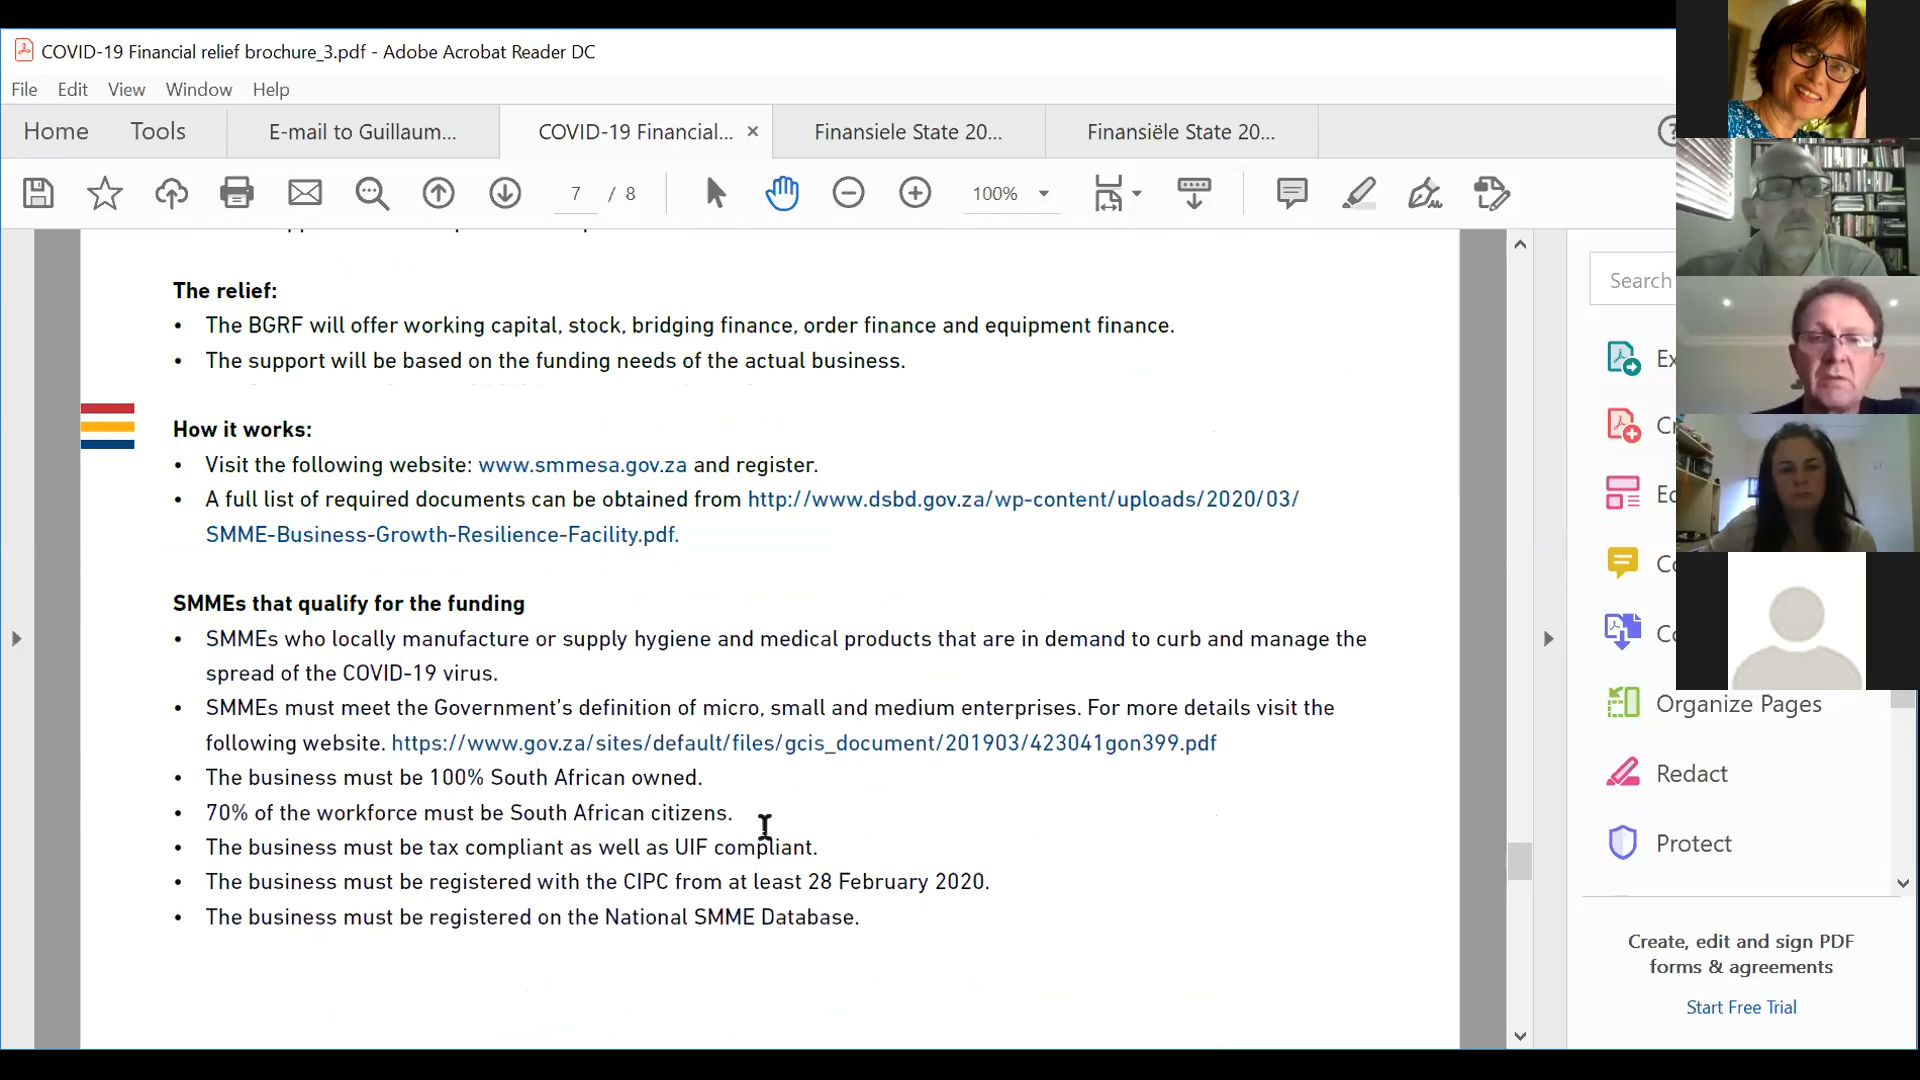 COVID-19 Financial relief brochure_3.pdf - Adobe Acrobat Reader DC
File Edit View Window Help
Home Tools E-mail to Guillaum... COVID-19 Financial... × Finansiele State 20... Finansiële State 20...
7 / 8 100%
The relief:
• The BGRF will offer working capital, stock, bridging finance, order finance and equipment finance.
• The support will be based on the funding needs of the actual business.
How it works:
• Visit the following website: www.smmesa.gov.za and register.
• A full list of required documents can be obtained from http://www.dsbd.gov.za/wp-content/uploads/2020/03/
SMME-Business-Growth-Resilience-Facility.pdf.
SMMEs that qualify for the funding
• SMMEs who locally manufacture or supply hygiene and medical products that are in demand to curb and manage the
spread of the COVID-19 virus.
• SMMEs must meet the Government's definition of micro, small and medium enterprises. For more details visit the
following website. https://www.gov.za/sites/default/files/gcis_document/201903/423041gon399.pdf
• The business must be 100% South African owned.
• 70% of the workforce must be South African citizens.
• The business must be tax compliant as well as UIF compliant.
• The business must be registered with the CIPC from at least 28 February 2020.
• The business must be registered on the National SMME Database.
Search
Organize Pages
Redact
Protect
Create, edit and sign PDF
forms & agreements
Start Free Trial